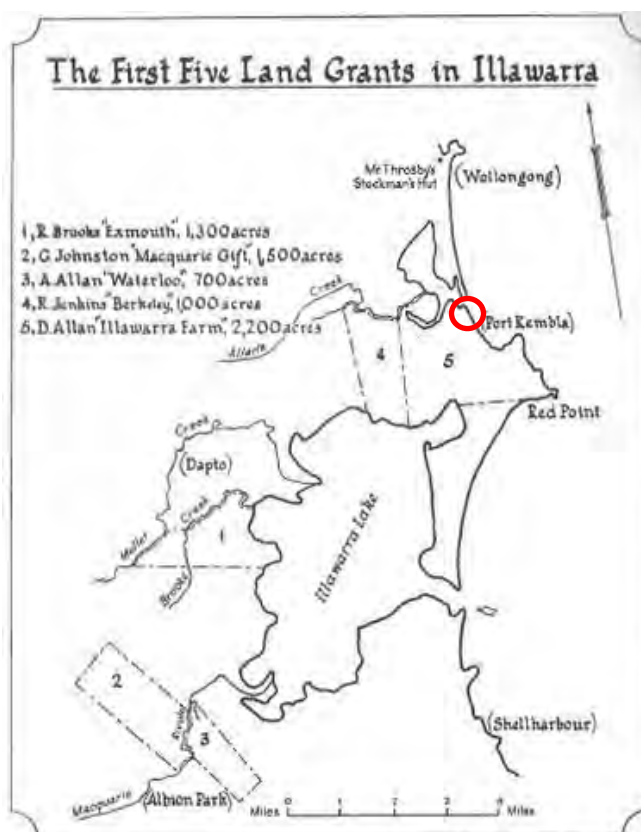 The First Five Land Grants in Illawarra
Mr Throsby's
Stockman's Hut
(Wollongong)
1, R. Brooks "Exmouth", 1,300 acres
2, G. Johnston "Macquarie Gift", 1,500 acres
3, A. Allan "Waterloo", 700 acres
4, R. Jenkins "Berkeley", 1,000 acres
5, D. Allan "Illawarra Farm", 2,200 acres
Creek
Allan's
(Port Kembla)
4
5
Red Point
Creek
(Dapto)
Creek
Mullet
1
Brooks
Illawarra Lake
2
Rivulet
3
Macquarie
(Albion Park)
(Shellharbour)
Miles 0 1 2 3 4 Miles